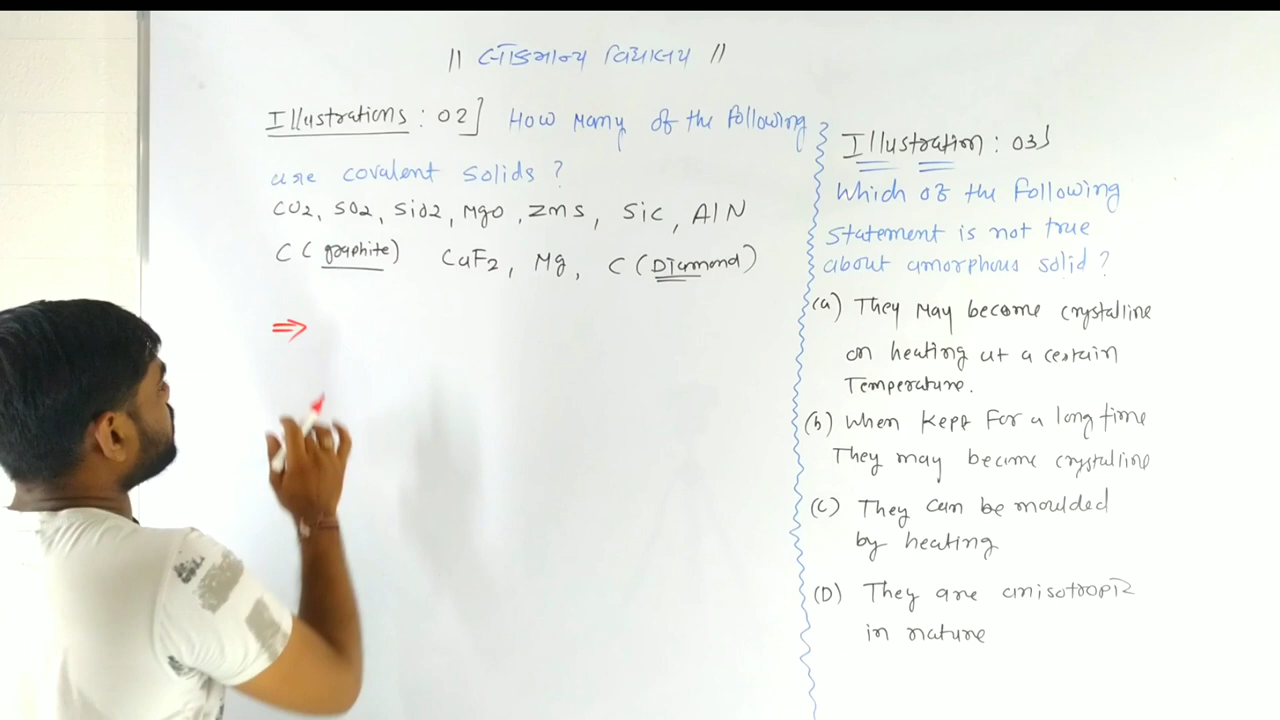 || લોકમાન્ય વિદ્યાલય ||
Illustrations : 02] How Many of the following
are covalent solids ?
CO2, SO2, SiO2, MgO, ZnS, SiC, AlN
C (graphite) CaF2, Mg, C (Diamond)
⇒
Illustration : 03]
Which of the following
statement is not true
about amorphous solid ?
(a) They may become crystalline
on heating at a certain
Temperature.
(b) When Kept For a long time
They may become crystalline
(C) They can be moulded
by heating
(D) They are anisotropic
in nature